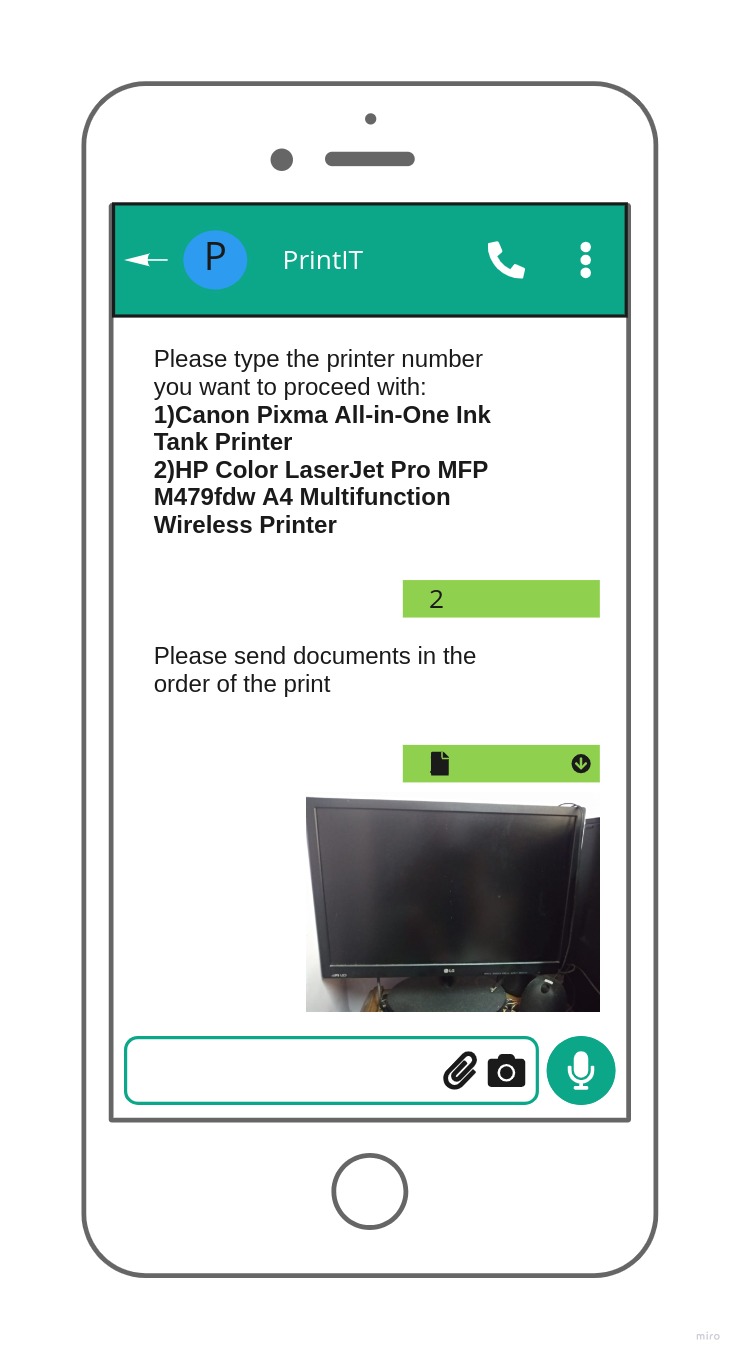 P
PrintIT
Please type the printer number
you want to proceed with:
1)Canon Pixma All-in-One Ink
Tank Printer
2)HP Color LaserJet Pro MFP
M479fdw A4 Multifunction
Wireless Printer
2
Please send documents in the
order of the print
LG
miro